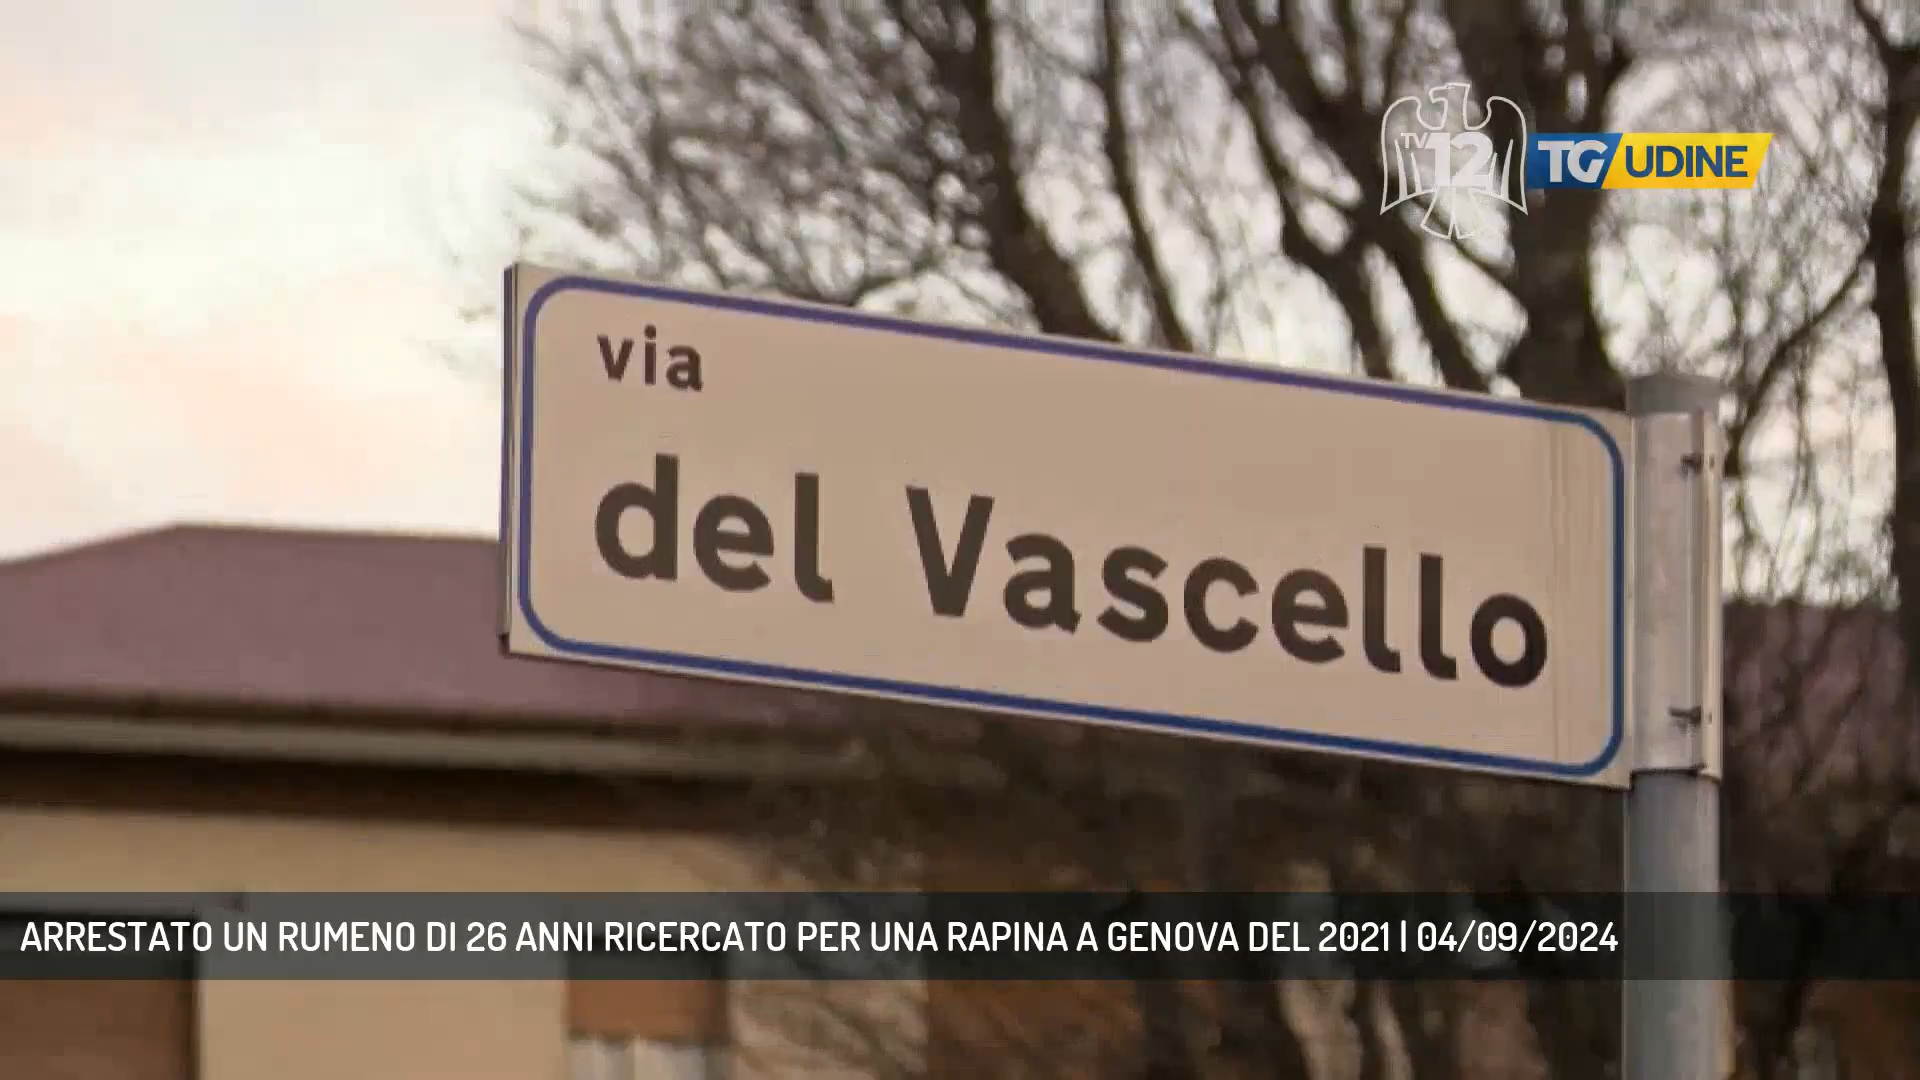 TV
12
TG UDINE
via
del Vascello
ARRESTATO UN RUMENO DI 26 ANNI RICERCATO PER UNA RAPINA A GENOVA DEL 2021 | 04/09/2024